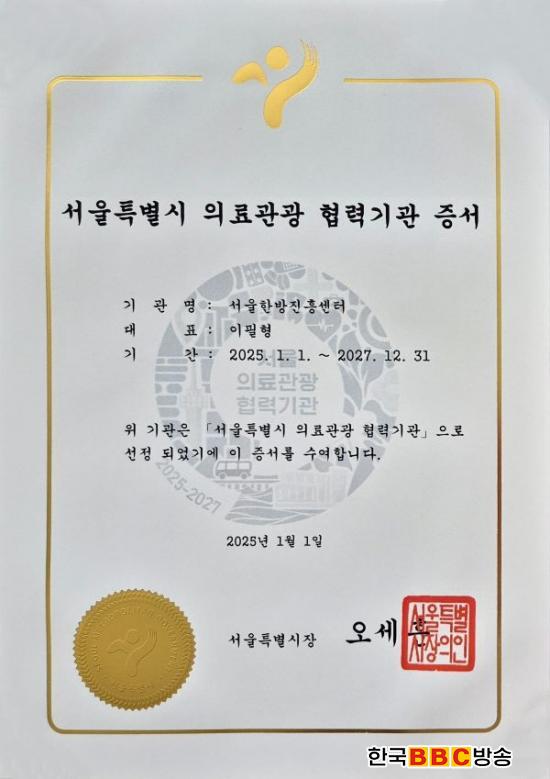 서울특별시 의료관광 협력기관 증서
기 관 명 : 서울한방진흥센터
대 표 : 이필형
기 간 : 2025. 1. 1. ~ 2027. 12. 31
서울
의료관광
협력기관
위 기관은 「서울특별시 의료관광 협력기관」으로
선정 되었기에 이 증서를 수여합니다.
2025-2027
2025년 1월 1일
서울특별시장 오세훈
서울특별
시장의인
한국BBC방송